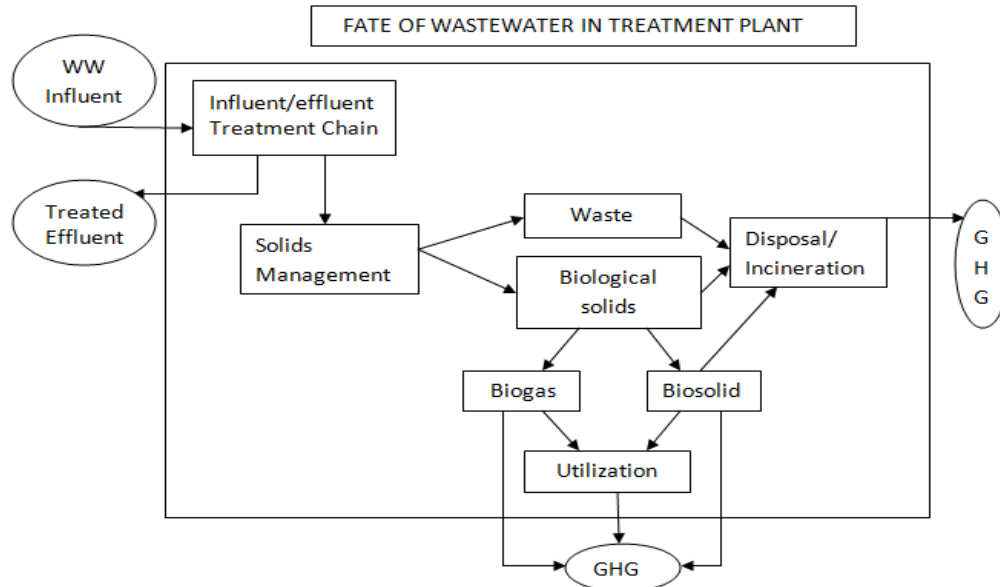 FATE OF WASTEWATER IN TREATMENT PLANT
WW
Influent
Influent/effluent
Treatment Chain
Treated
Effluent
Solids
Management
Waste
Biological
solids
Disposal/
Incineration
G
H
G
Biogas
Biosolid
Utilization
GHG